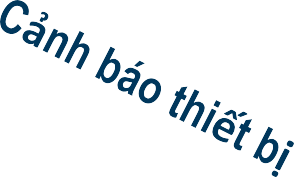 Cảnh báo thiết bị